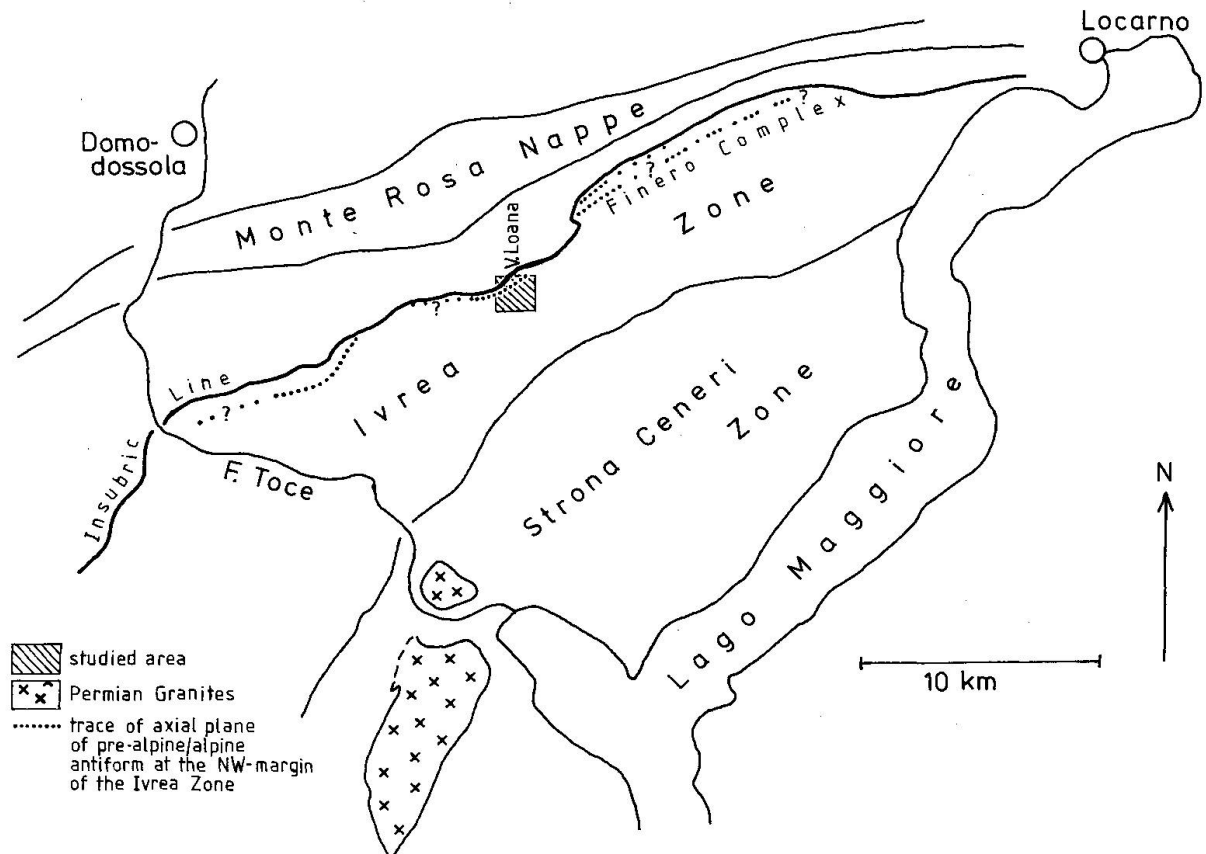 Locarno
Domo-
dossola
Monte Rosa Nappe
Finero Complex
?
?
Zone
V. Loana
?
Insubric Line
?
Ivrea
F. Toce
Strona Ceneri
Zone
Lago Maggiore
N
10 km
studied area
Permian Granites
trace of axial plane
of pre-alpine/alpine
antiform at the NW-margin
of the Ivrea Zone